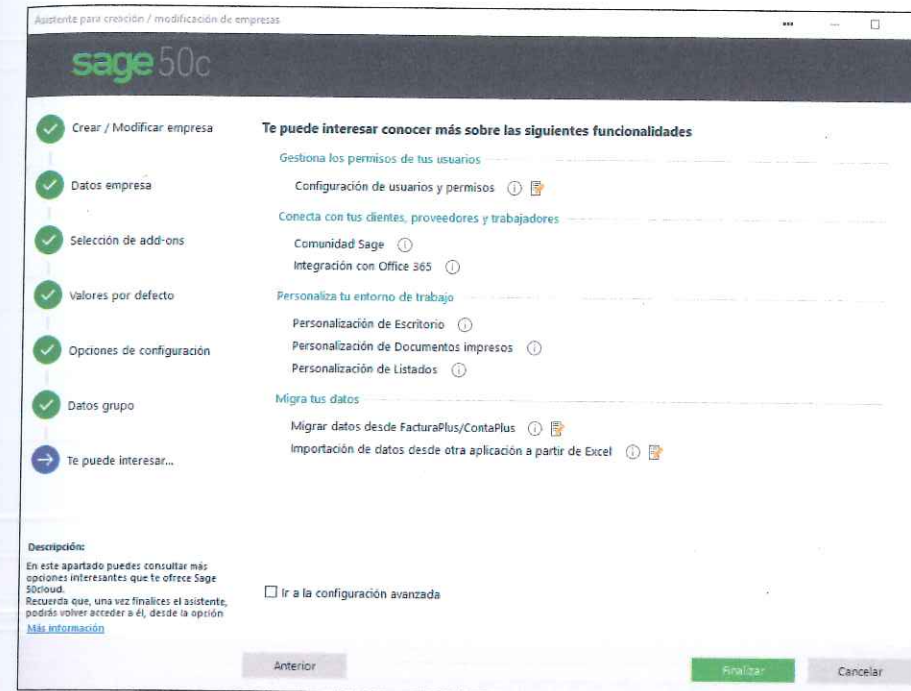 Asistente para creación / modificación de empresas
sage 50c
Crear / Modificar empresa
Datos empresa
Selección de add-ons
Valores por defecto
Opciones de configuración
Datos grupo
Te puede interesar...
Te puede interesar conocer más sobre las siguientes funcionalidades
Gestiona los permisos de tus usuarios
Configuración de usuarios y permisos
Conecta con tus clientes, proveedores y trabajadores
Comunidad Sage
Integración con Office 365
Personaliza tu entorno de trabajo
Personalización de Escritorio
Personalización de Documentos impresos
Personalización de Listados
Migra tus datos
Migrar datos desde FacturaPlus/ContaPlus
Importación de datos desde otra aplicación a partir de Excel
Descripción:
En este apartado puedes consultar más
opciones interesantes que te ofrece Sage
50cloud.
Recuerda que, una vez finalices el asistente,
podrás volver acceder a él, desde la opción
Más información
Ir a la configuración avanzada
Anterior
Finalizar
Cancelar